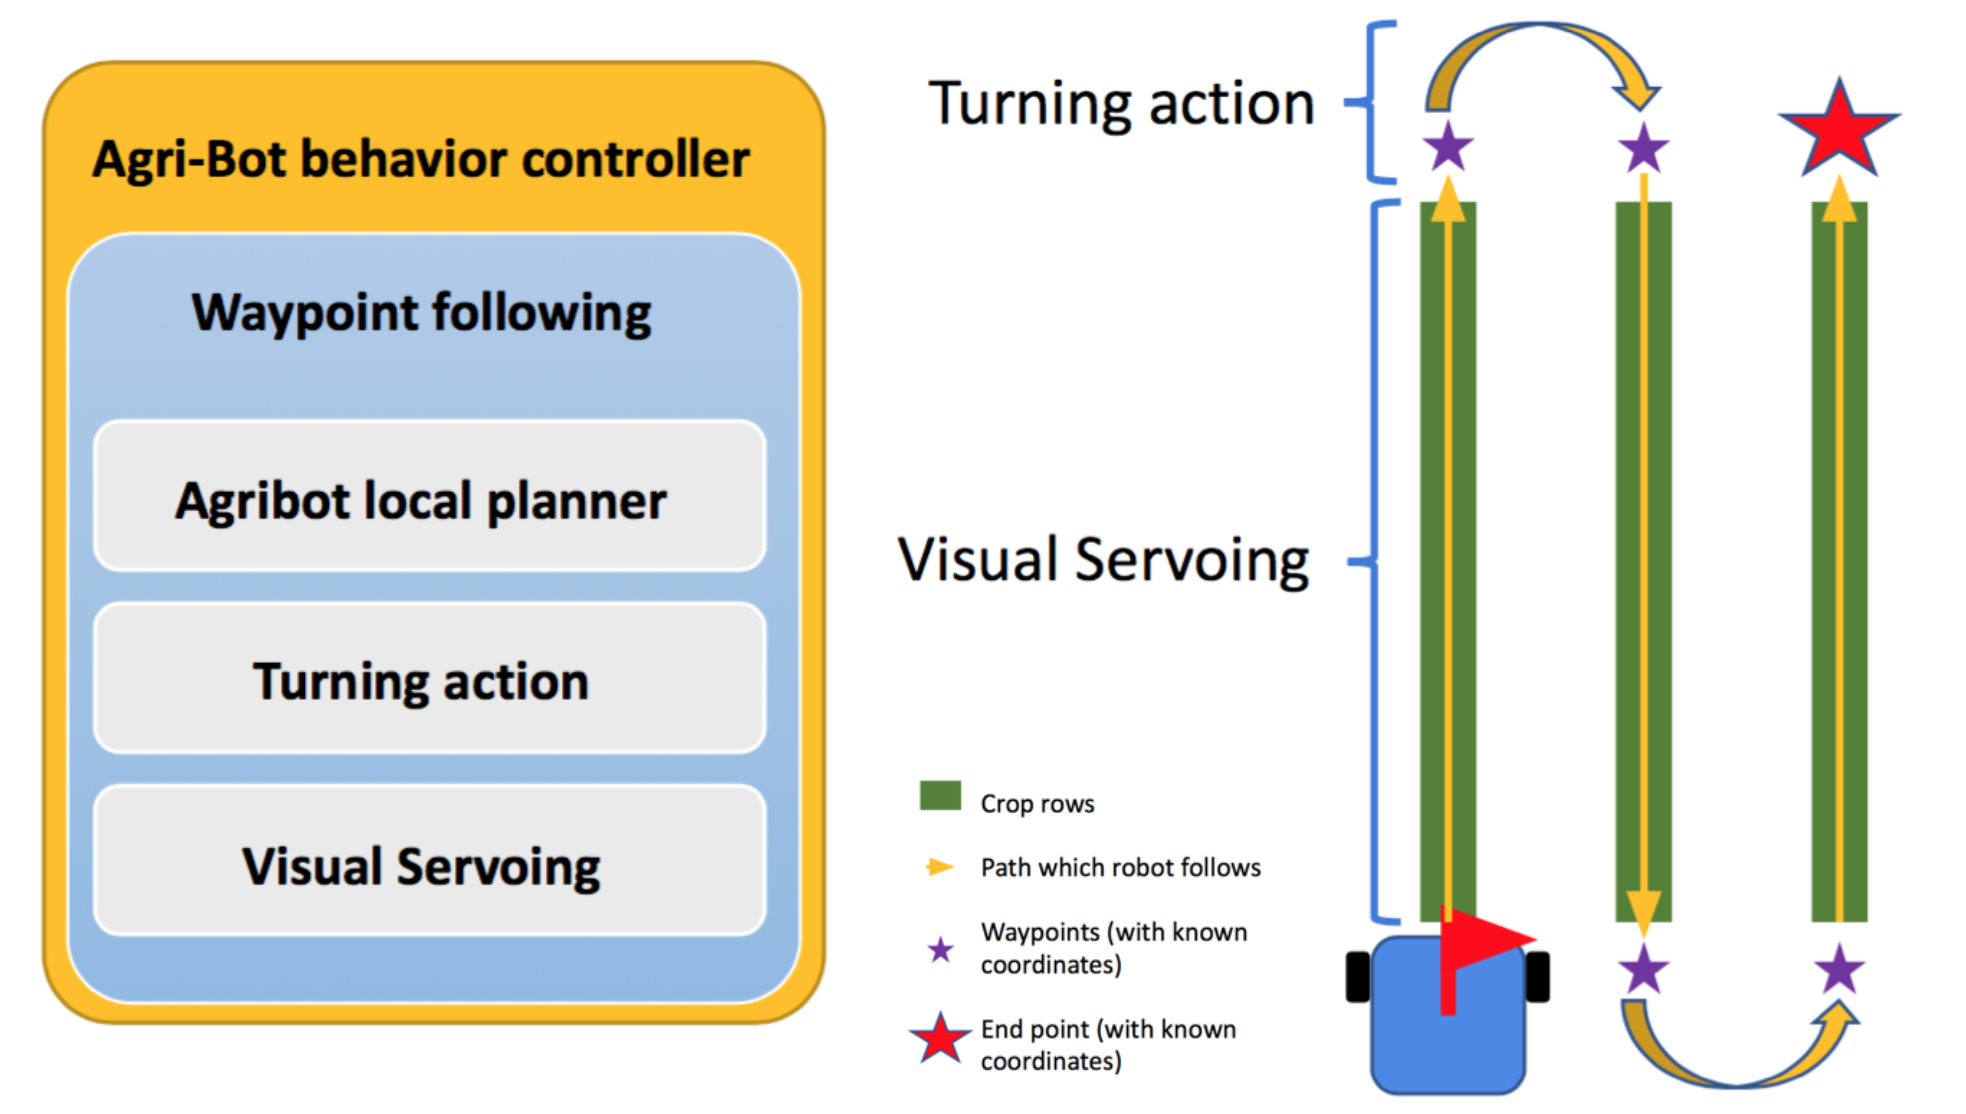 Agri-Bot behavior controller
Waypoint following
Agribot local planner
Turning action
Visual Servoing
Turning action
Visual Servoing
Crop rows
Path which robot follows
Waypoints (with known
coordinates)
End point (with known
coordinates)